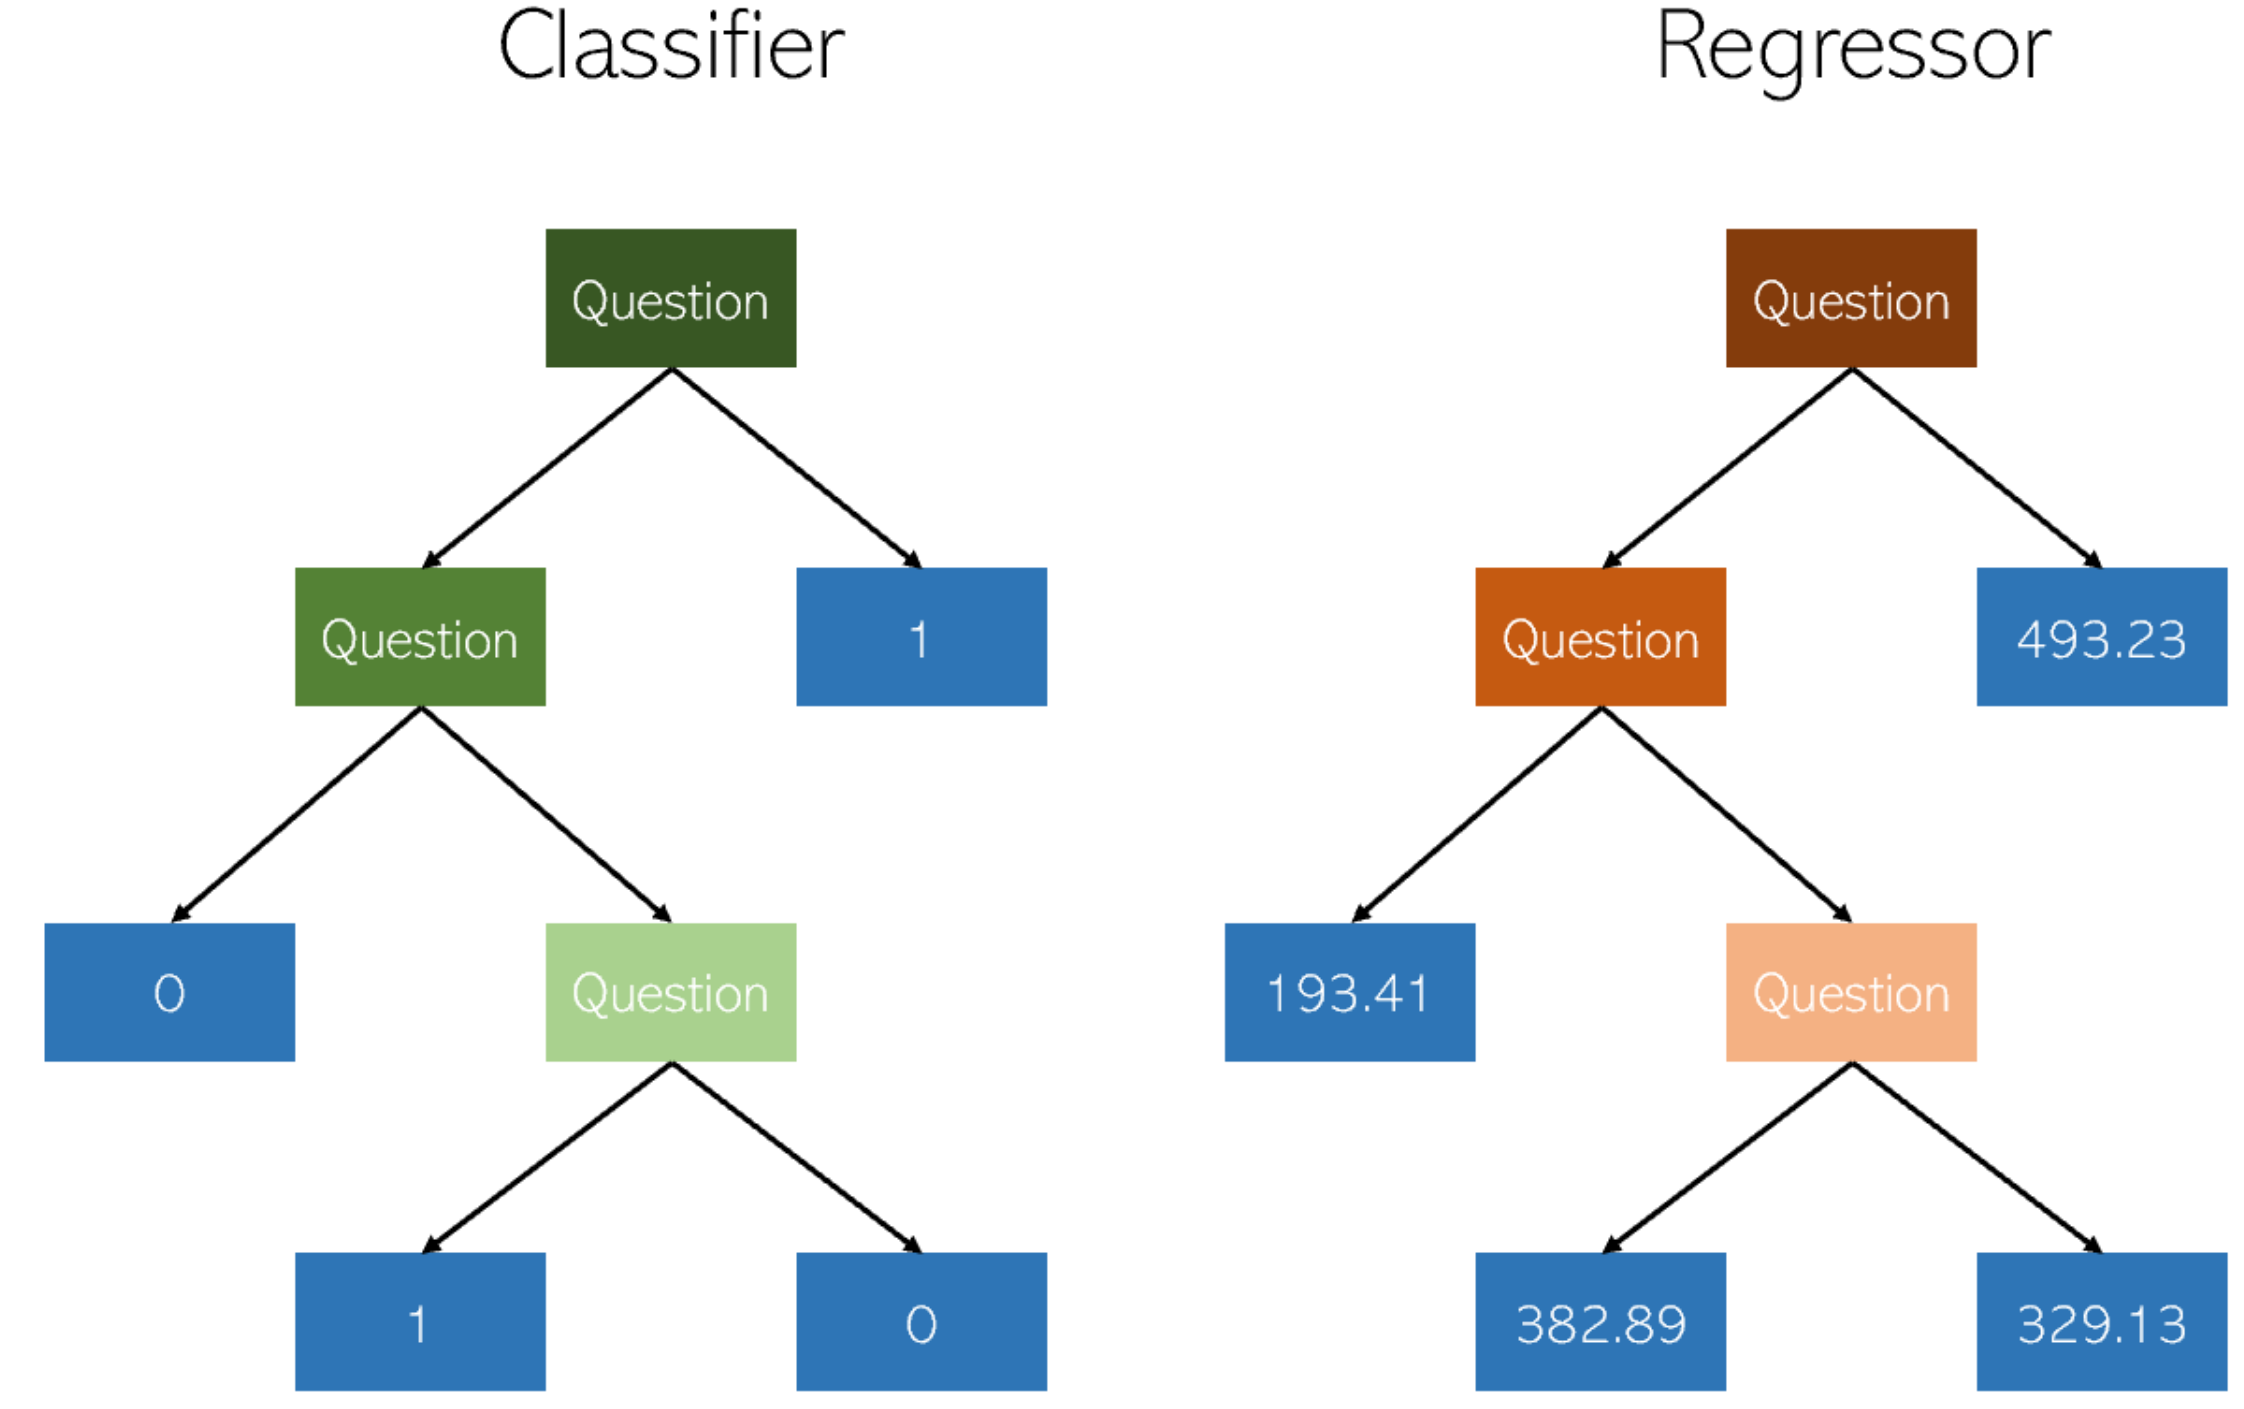 Classifier
Regressor
Question
Question
Question
1
Question
493.23
0
Question
193.41
Question
1
0
382.89
329.13